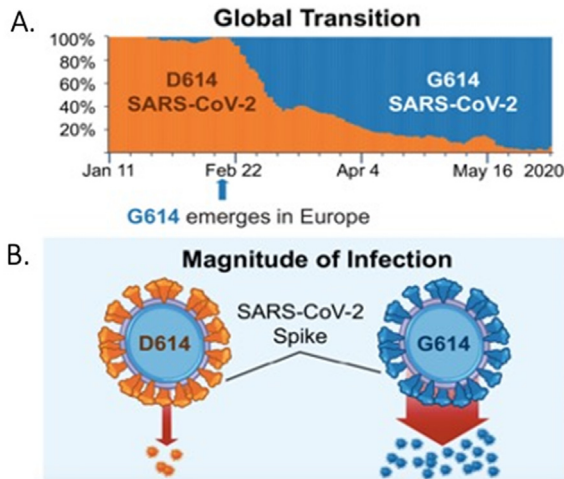 A.
Global Transition
100%
80%
60%
40%
20%
D614
SARS-CoV-2
G614
SARS-CoV-2
Jan 11
Feb 22
Apr 4
May 16
2020
G614 emerges in Europe
B.
Magnitude of Infection
D614
SARS-CoV-2
Spike
G614